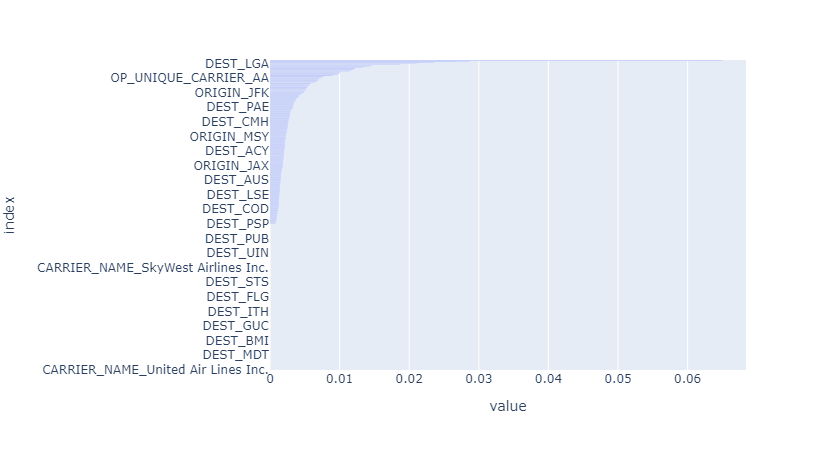 DEST_LGA
OP_UNIQUE_CARRIER_AA
ORIGIN_JFK
DEST_PAE
DEST_CMH
ORIGIN_MSY
DEST_ACY
ORIGIN_JAX
DEST_AUS
DEST_LSE
DEST_COD
DEST_PSP
DEST_PUB
DEST_UIN
CARRIER_NAME_SkyWest Airlines Inc.
DEST_STS
DEST_FLG
DEST_ITH
DEST_GUC
DEST_BMI
DEST_MDT
CARRIER_NAME_United Air Lines Inc.
index
0 0.01 0.02 0.03 0.04 0.05 0.06
value